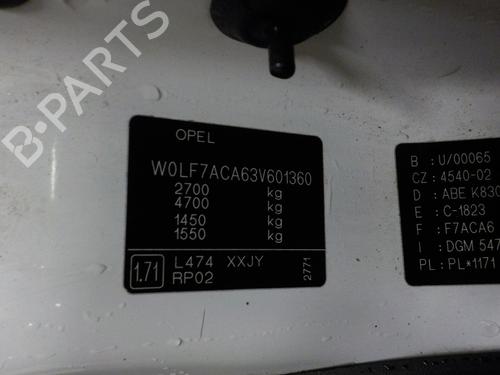 B-PARTS
OPEL
W0LF7ACA63V601360
2700 kg
4700 kg
1450 kg
1550 kg
1.71 L474 XXJY
RP02
2771
B : U/00065
CZ : 4540-02
D : ABE K830
E : C-1823
F : F7ACA6
I : DGM 547
PL : PL*1171
B-PARTS